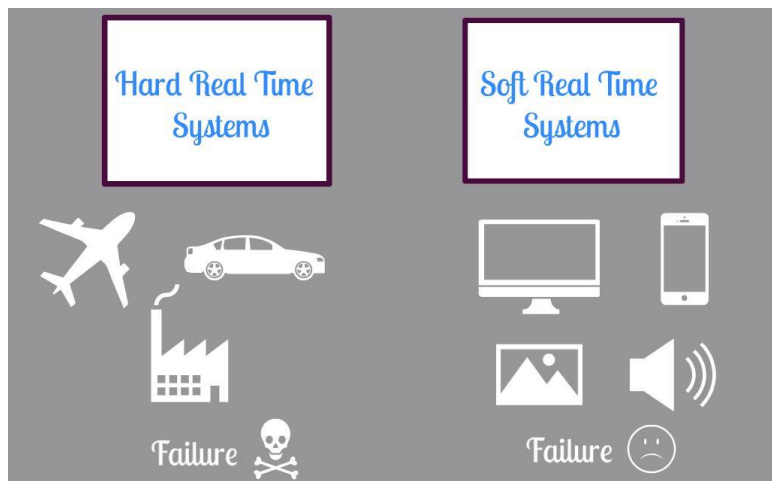 Hard Real Time
Systems
Soft Real Time
Systems
Failure
Failure